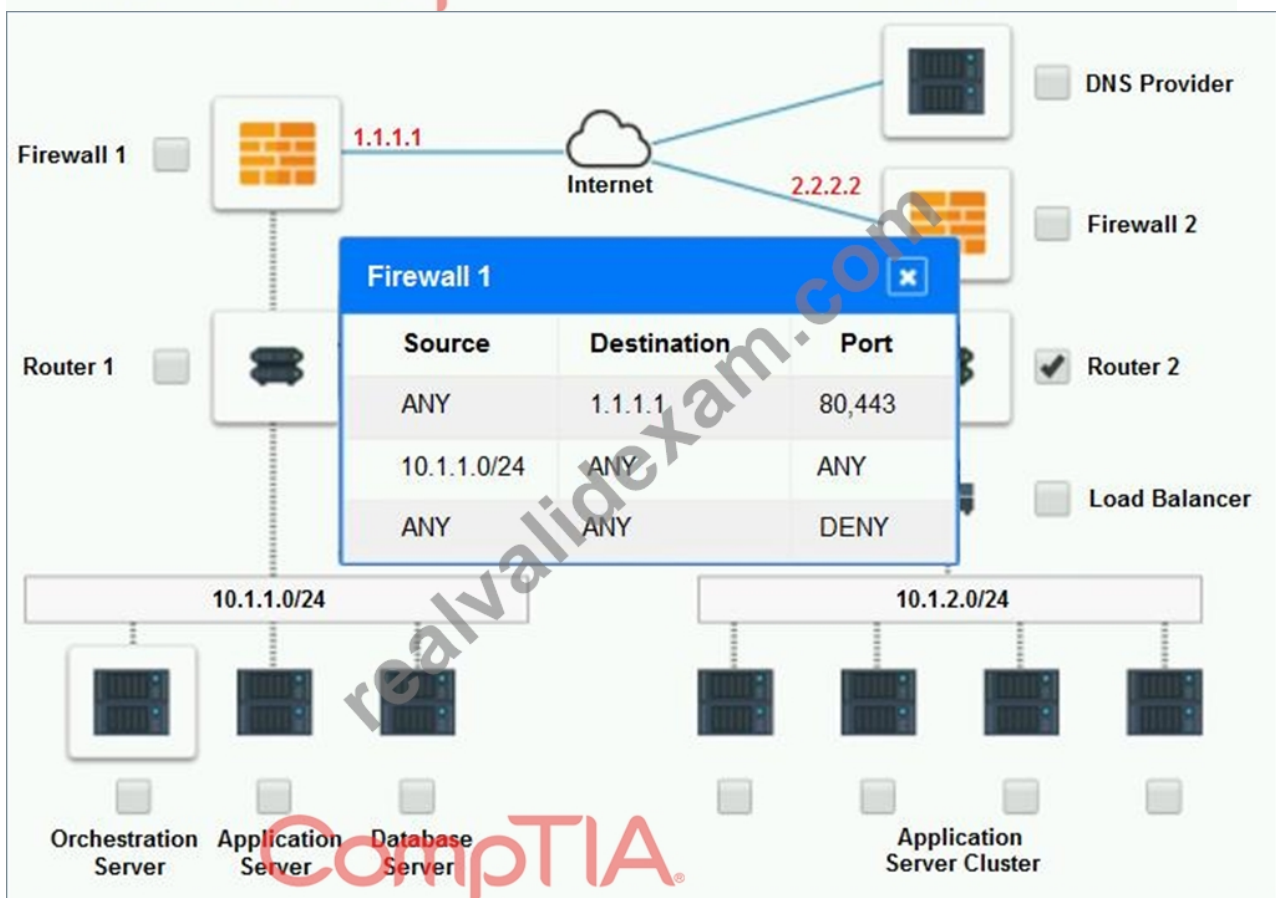 DNS Provider
Firewall 1
1.1.1.1
Internet
2.2.2.2
Firewall 2
Firewall 1
Source Destination Port
ANY 1.1.1.1 80,443
10.1.1.0/24 ANY ANY
ANY ANY DENY
Router 1
Router 2
Load Balancer
10.1.1.0/24
10.1.2.0/24
Orchestration Server
Application Server
Database Server
Application Server Cluster
realvalidexam.com
CompTIA®